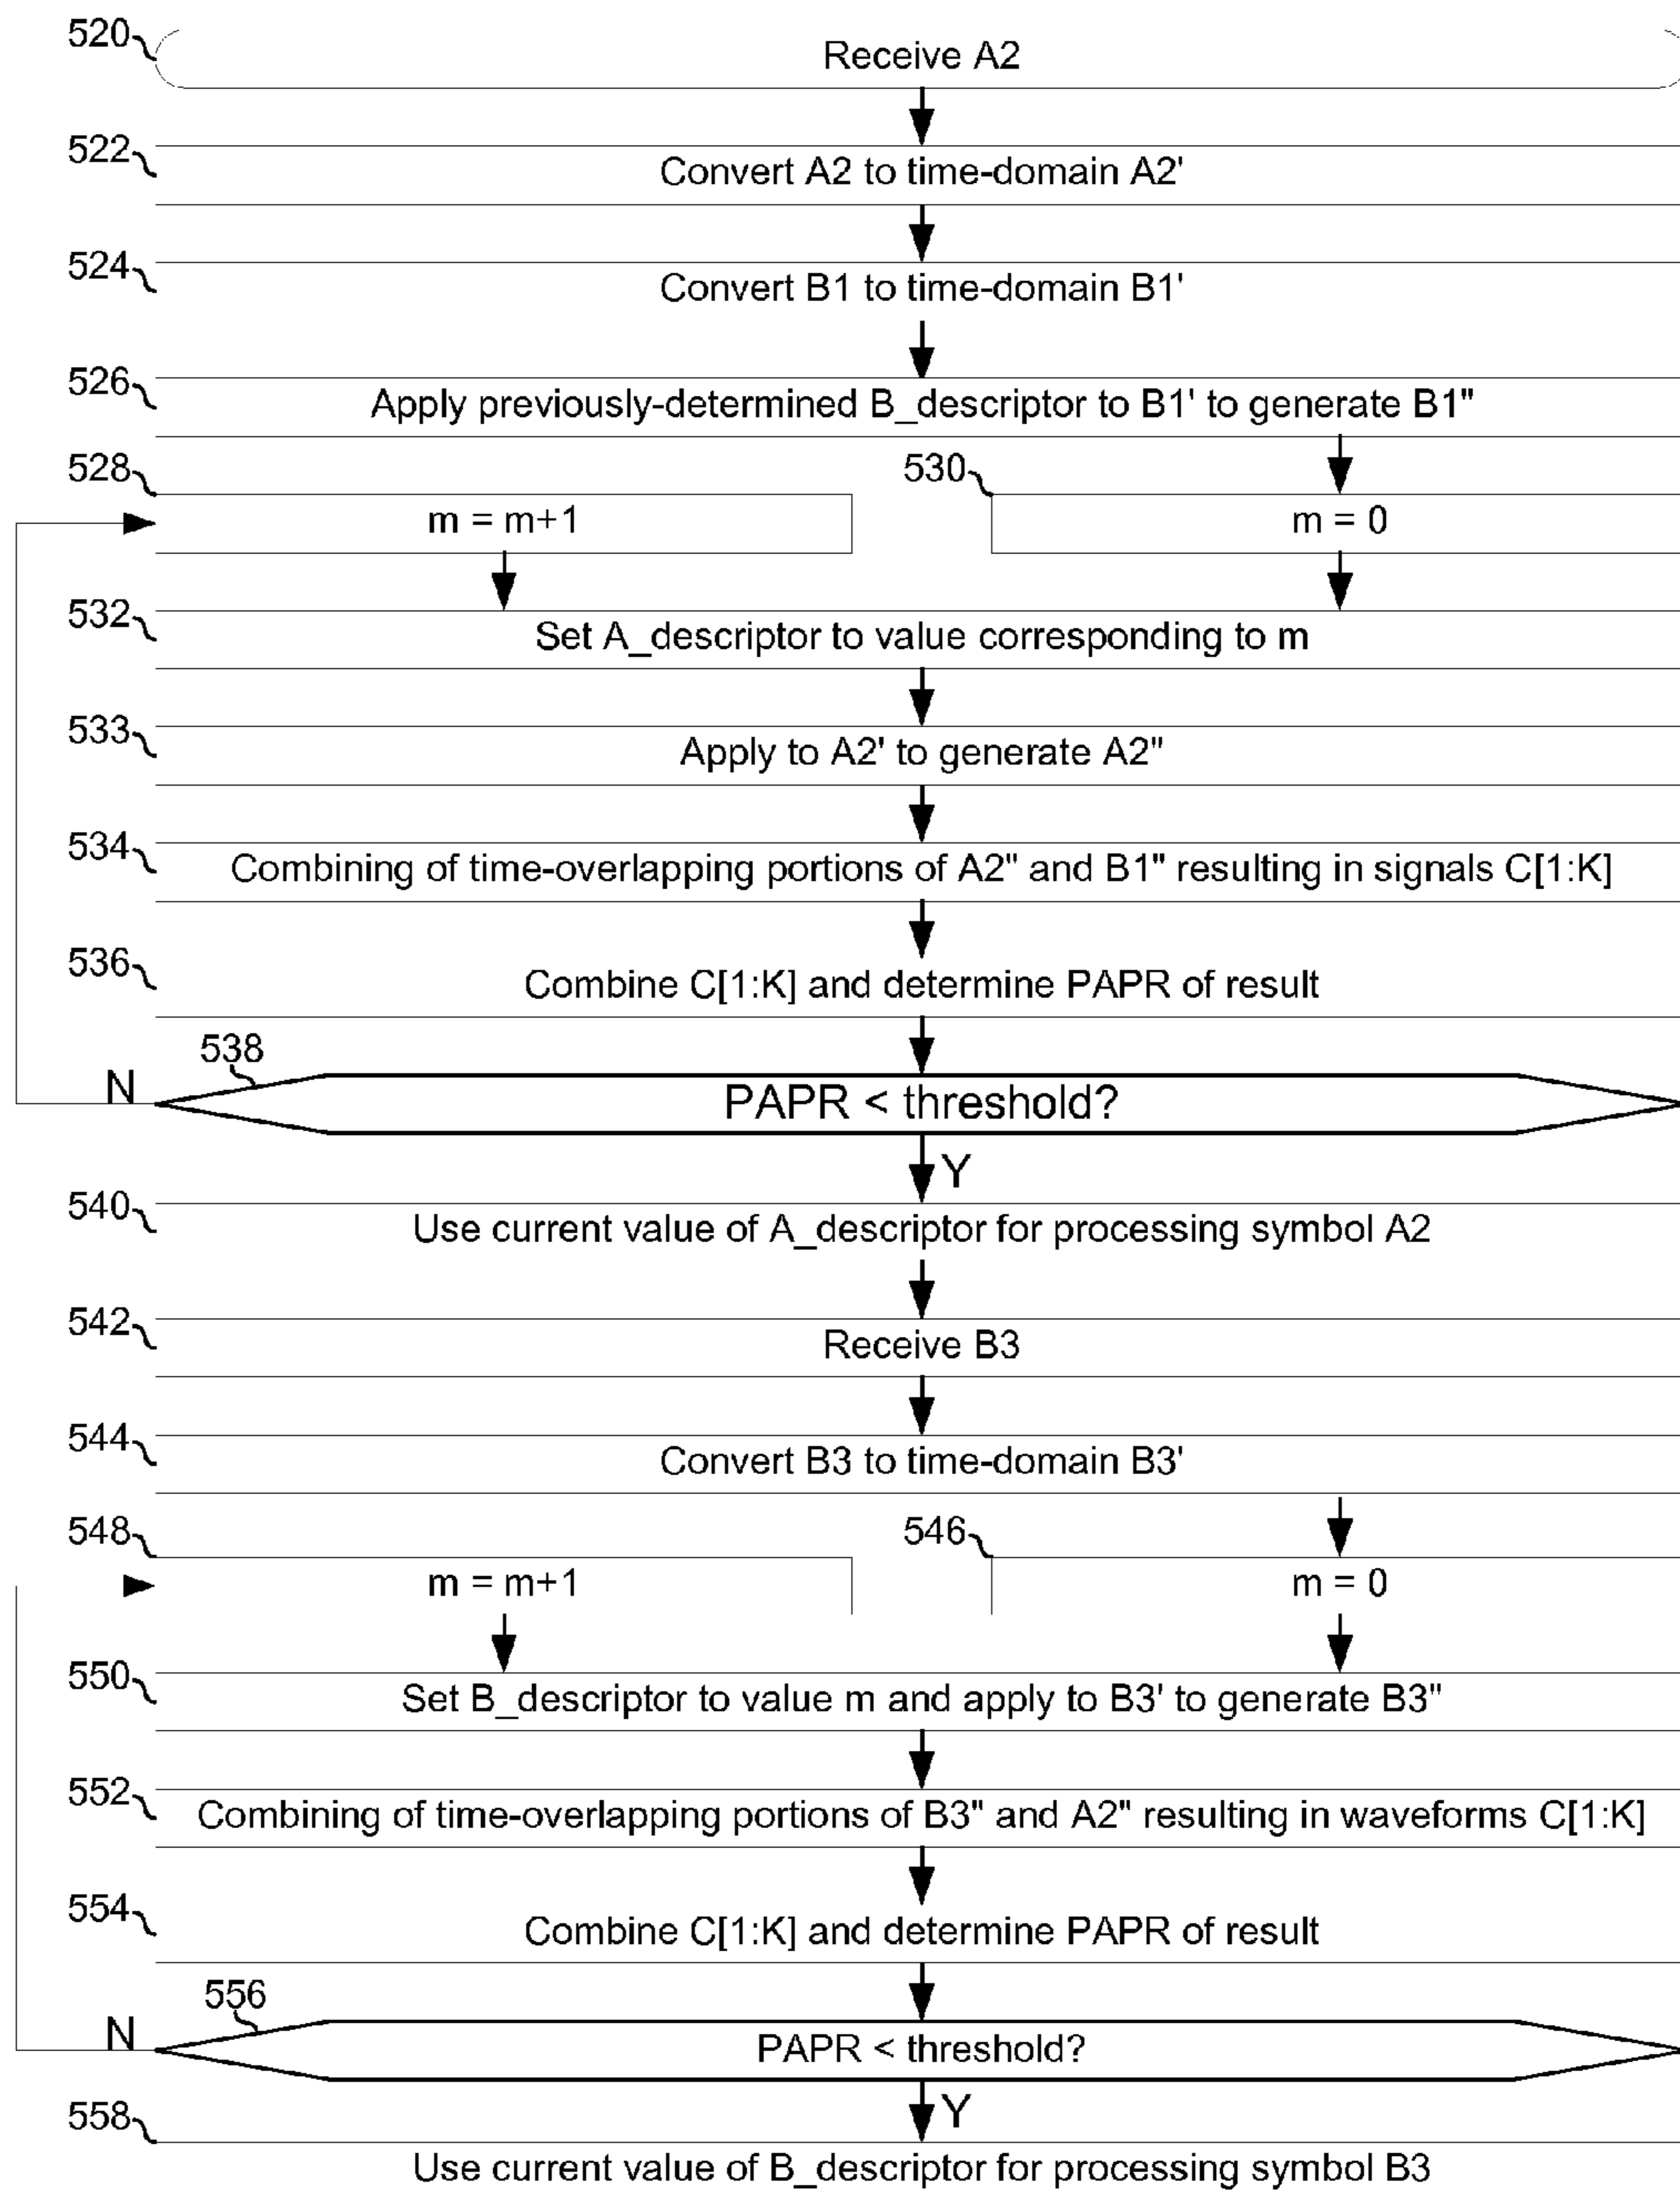 520
Receive A2
522
Convert A2 to time-domain A2'
524
Convert B1 to time-domain B1'
526
Apply previously-determined B_descriptor to B1' to generate B1"
528
530
m = m+1
m = 0
532
Set A_descriptor to value corresponding to m
533
Apply to A2' to generate A2"
534
Combining of time-overlapping portions of A2" and B1" resulting in signals C[1:K]
536
Combine C[1:K] and determine PAPR of result
538
N
PAPR < threshold?
Y
540
Use current value of A_descriptor for processing symbol A2
542
Receive B3
544
Convert B3 to time-domain B3'
548
546
m = m+1
m = 0
550
Set B_descriptor to value m and apply to B3' to generate B3"
552
Combining of time-overlapping portions of B3" and A2" resulting in waveforms C[1:K]
554
Combine C[1:K] and determine PAPR of result
556
N
PAPR < threshold?
Y
558
Use current value of B_descriptor for processing symbol B3